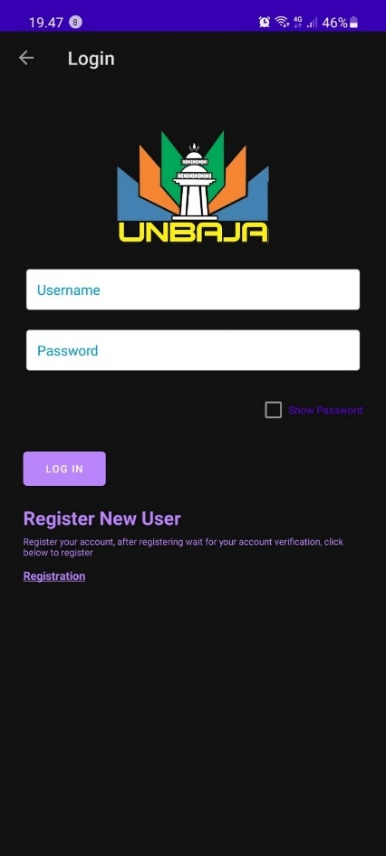 19.47 8 4G 46%
Login
UNBAJA
Username
Password
Show Password
LOG IN
Register New User
Register your account, after registering wait for your account verification, click
below to register
Registration